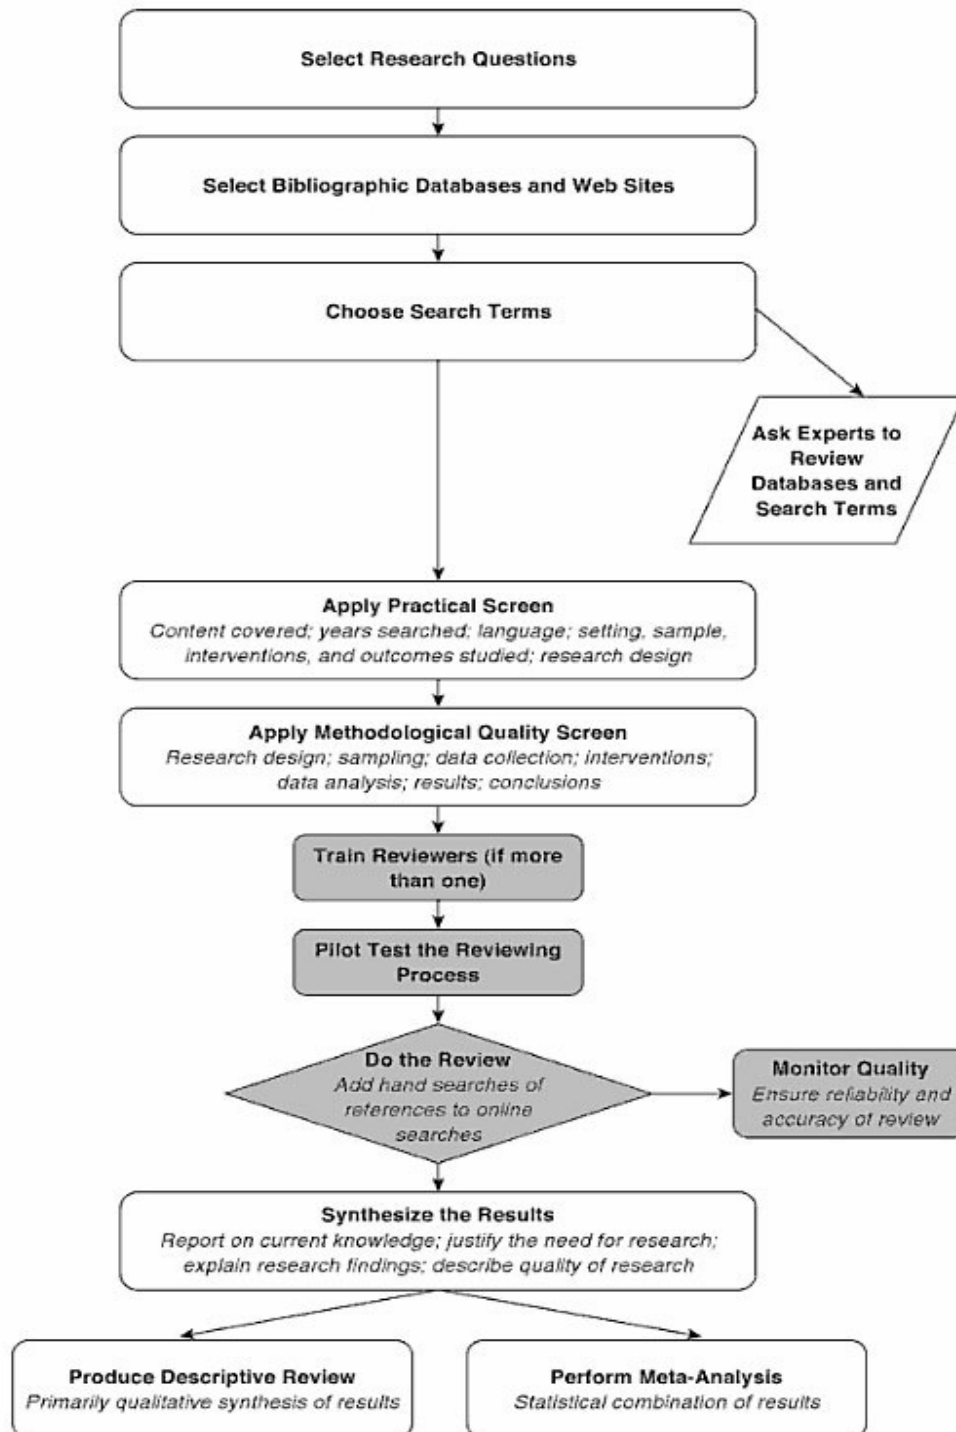 Select Research Questions
Select Bibliographic Databases and Web Sites
Choose Search Terms
Ask Experts to
Review
Databases and
Search Terms
Apply Practical Screen
Content covered; years searched; language; setting, sample,
interventions, and outcomes studied; research design
Apply Methodological Quality Screen
Research design; sampling; data collection; interventions;
data analysis; results; conclusions
Train Reviewers (if more
than one)
Pilot Test the Reviewing
Process
Do the Review
Add hand searches of
references to online
searches
Monitor Quality
Ensure reliability and
accuracy of review
Synthesize the Results
Report on current knowledge; justify the need for research;
explain research findings; describe quality of research
Produce Descriptive Review
Primarily qualitative synthesis of results
Perform Meta-Analysis
Statistical combination of results